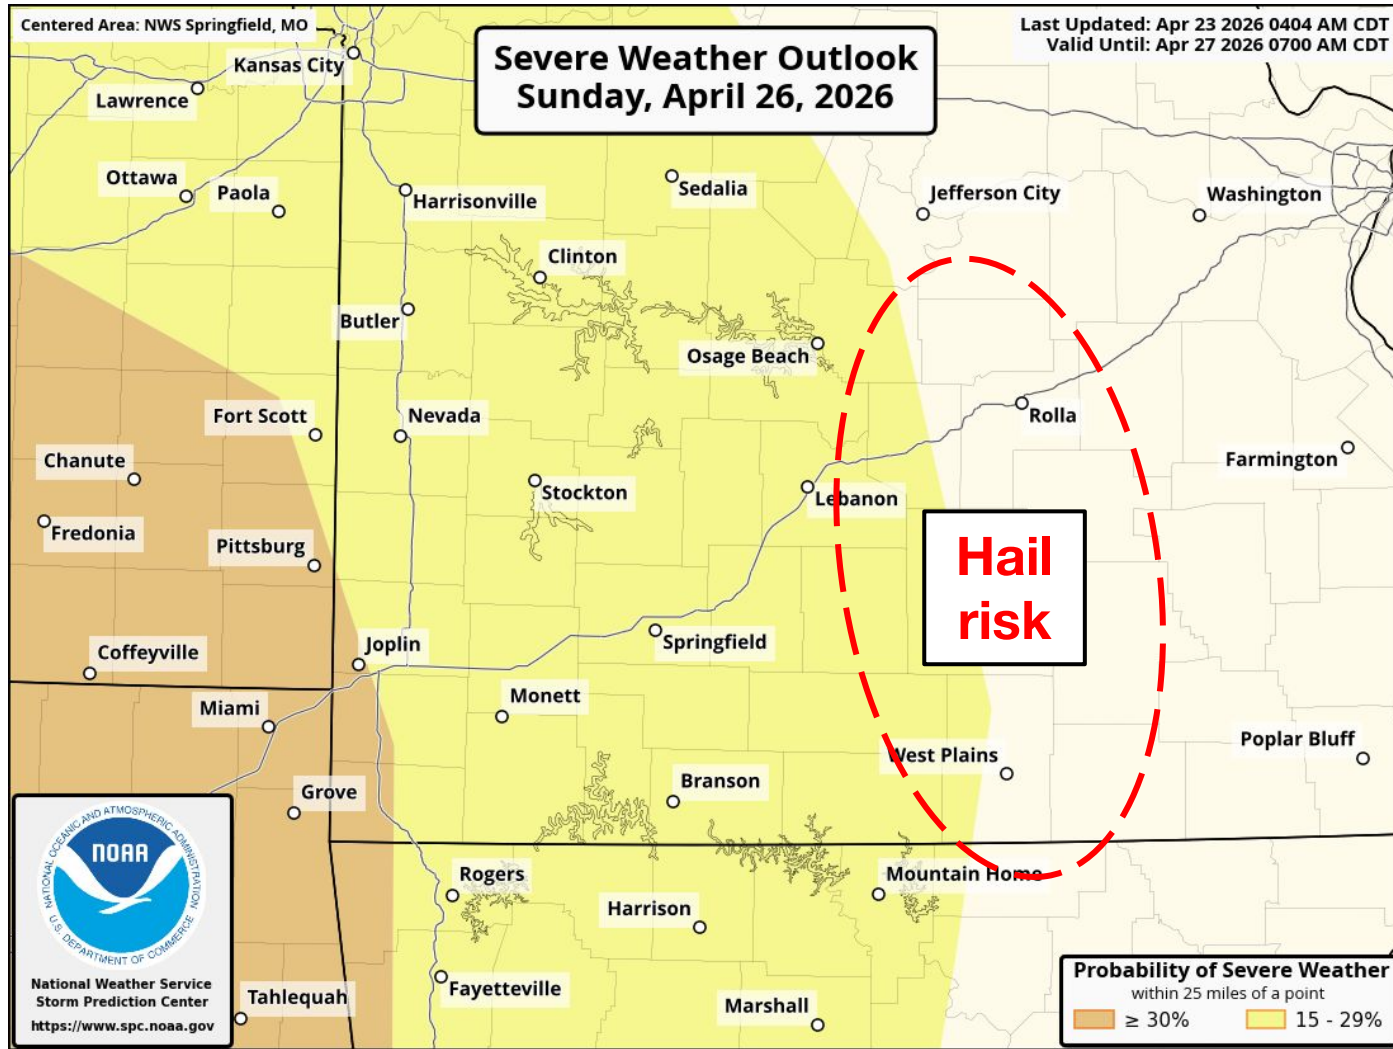 Centered Area: NWS Springfield, MO
Last Updated: Apr 23 2026 0404 AM CDT
Valid Until: Apr 27 2026 0700 AM CDT
Severe Weather Outlook
Sunday, April 26, 2026
Kansas City
Lawrence
Ottawa
Paola
Harrisonville
Sedalia
Jefferson City
Washington
Clinton
Butler
Osage Beach
Fort Scott
Nevada
Rolla
Chanute
Farmington
Stockton
Lebanon
Fredonia
Pittsburg
Hail
risk
Joplin
Springfield
Coffeyville
Monett
Miami
West Plains
Poplar Bluff
Branson
Grove
Rogers
Mountain Home
Harrison
Fayetteville
Tahlequah
Marshall
NATIONAL OCEANIC AND ATMOSPHERIC ADMINISTRATION
NOAA
U.S. DEPARTMENT OF COMMERCE
National Weather Service
Storm Prediction Center
https://www.spc.noaa.gov
Probability of Severe Weather
within 25 miles of a point
≥ 30%
15 - 29%